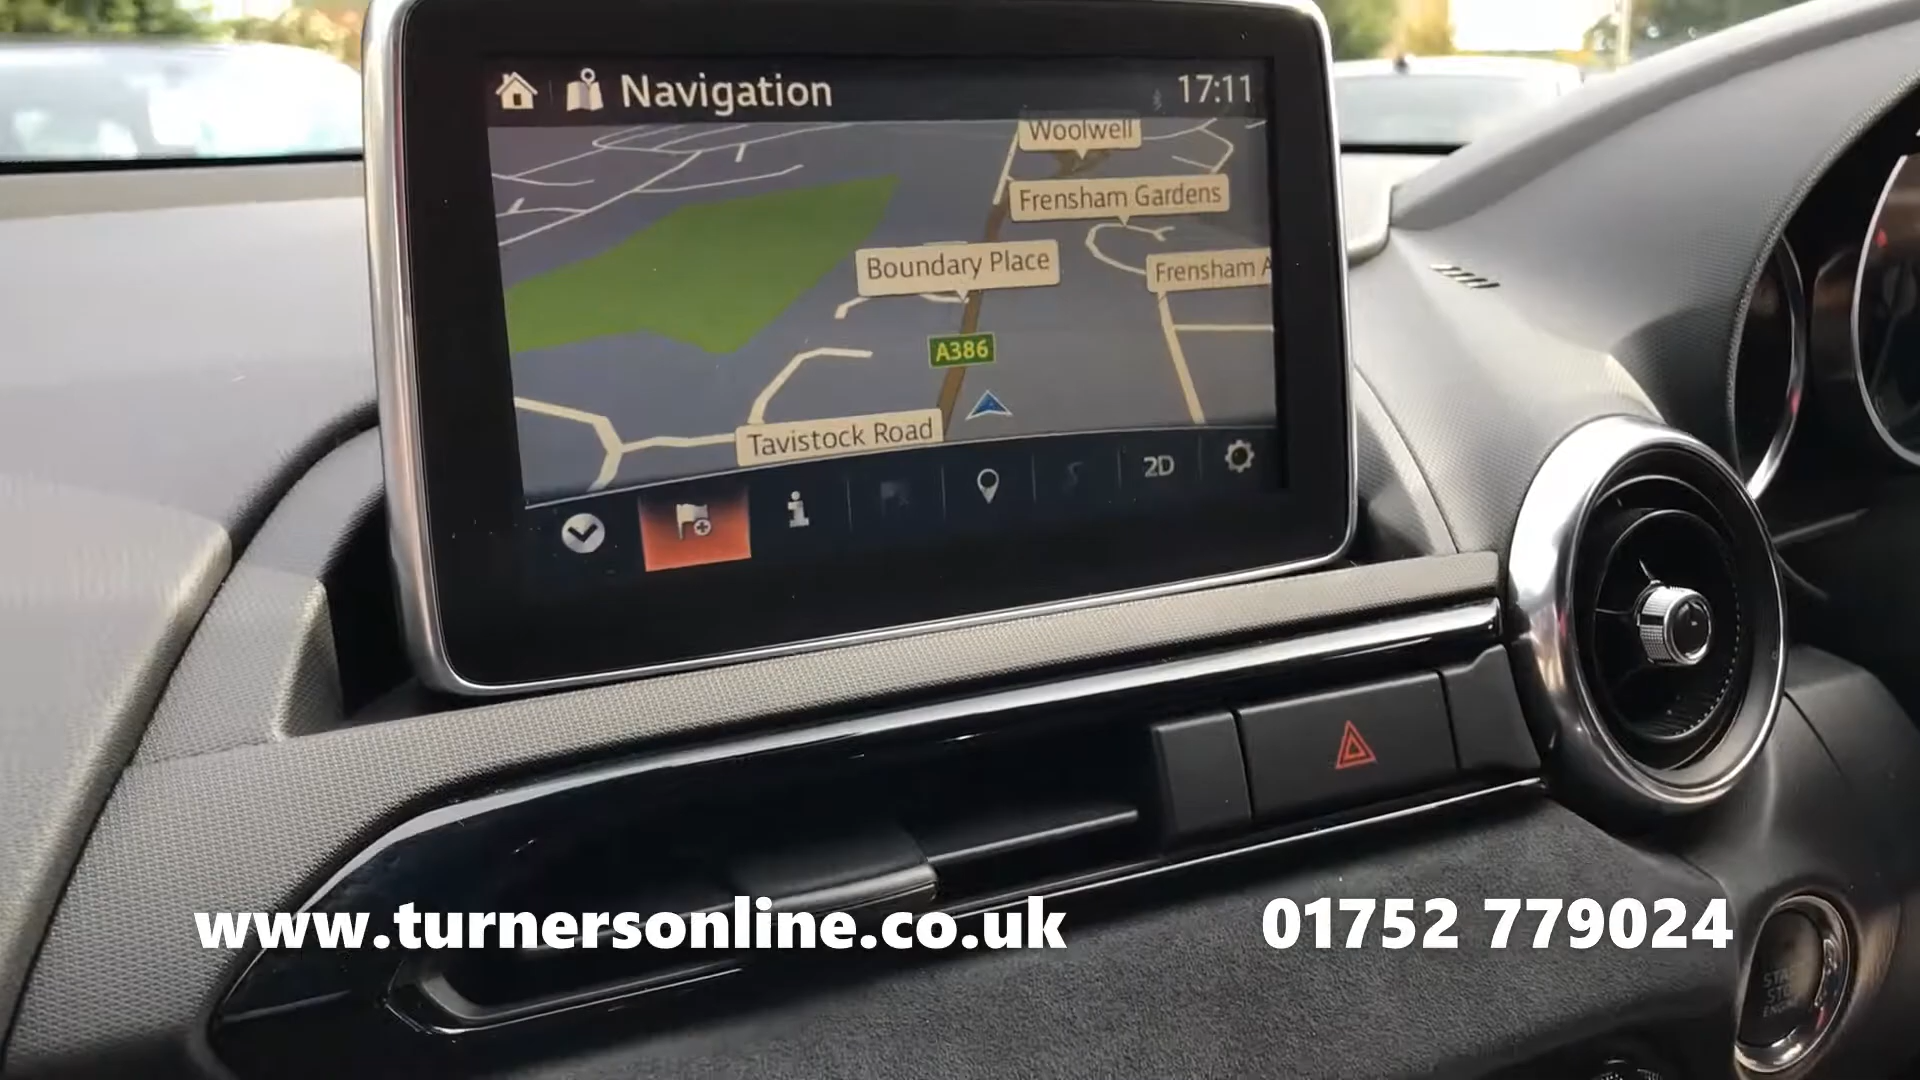 Navigation
17:11
Woolwell
Frensham Gardens
Boundary Place
Frensham A
A386
Tavistock Road
2D
www.turnersonline.co.uk
01752 779024